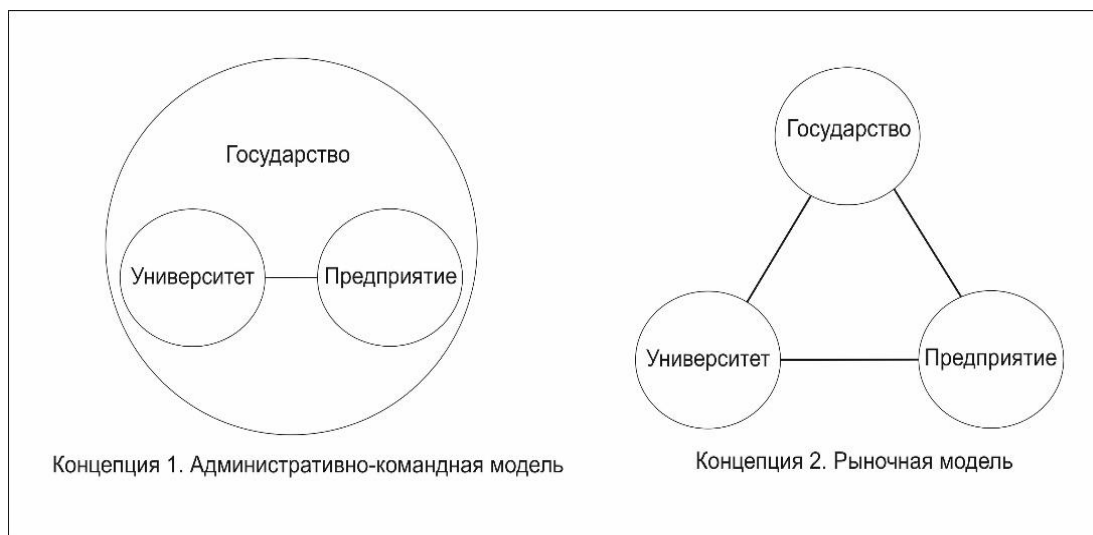 Государство
Университет
Предприятие
Концепция 1. Административно-командная модель
Государство
Университет
Предприятие
Концепция 2. Рыночная модель